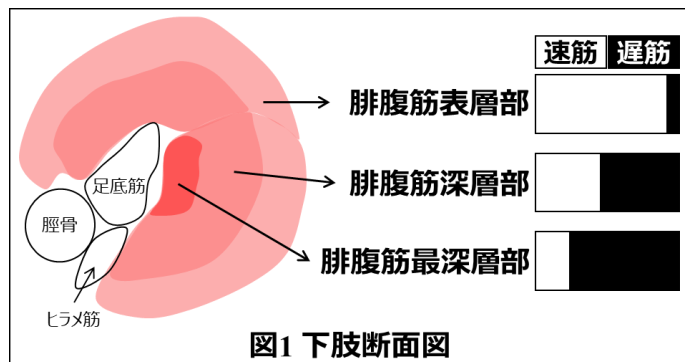 速筋 遅筋
腓腹筋表層部
腓腹筋深層部
腓腹筋最深層部
足底筋
脛骨
ヒラメ筋
図1 下肢断面図